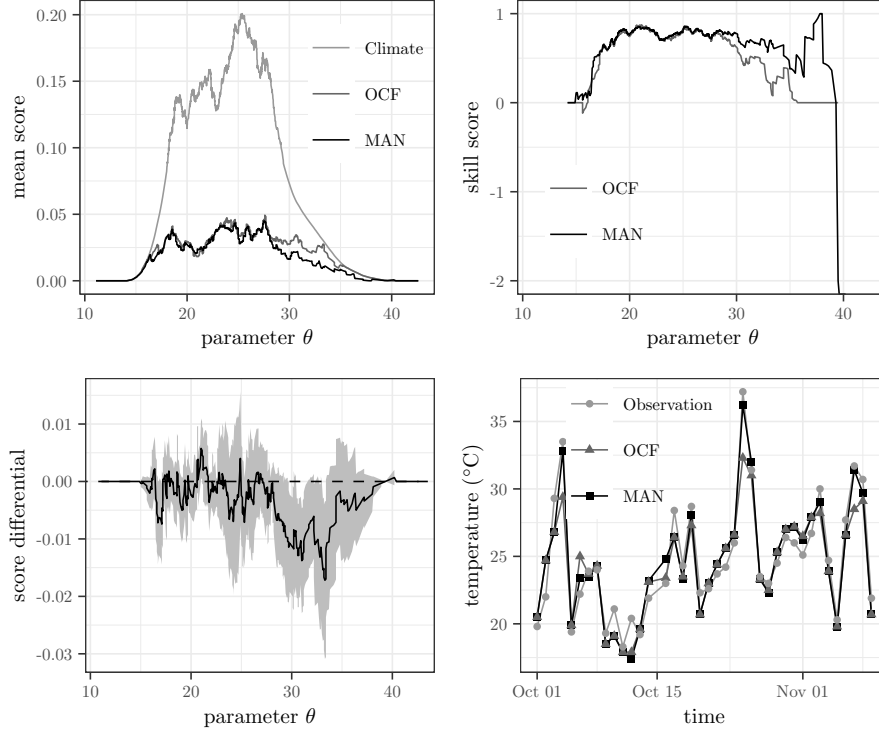 0.20
0.15
0.10
0.05
0.00
mean score
Climate
OCF
MAN
10
20
30
40
parameter θ
1
0
-1
-2
skill score
OCF
MAN
10
20
30
40
parameter θ
0.01
0.00
-0.01
-0.02
-0.03
score differential
10
20
30
40
parameter θ
35
30
25
20
temperature (°C)
Observation
OCF
MAN
Oct 01
Oct 15
Nov 01
time